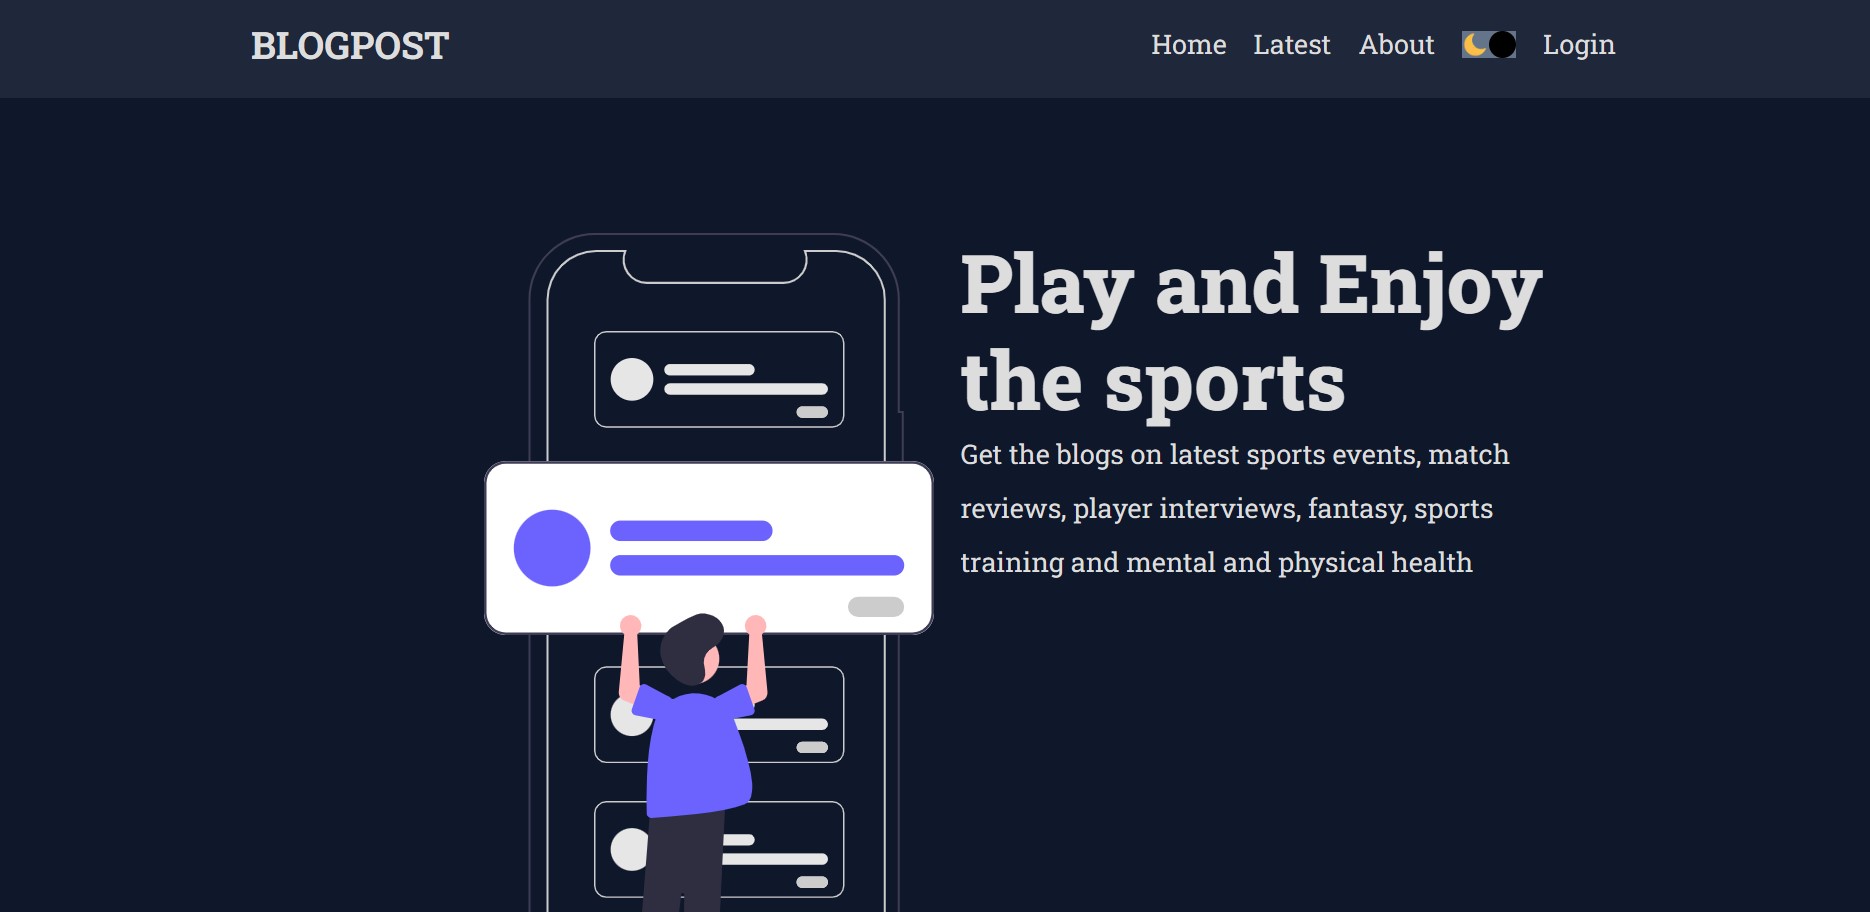 BLOGPOST
Home Latest About Login
Play and Enjoy
the sports
Get the blogs on latest sports events, match
reviews, player interviews, fantasy, sports
training and mental and physical health